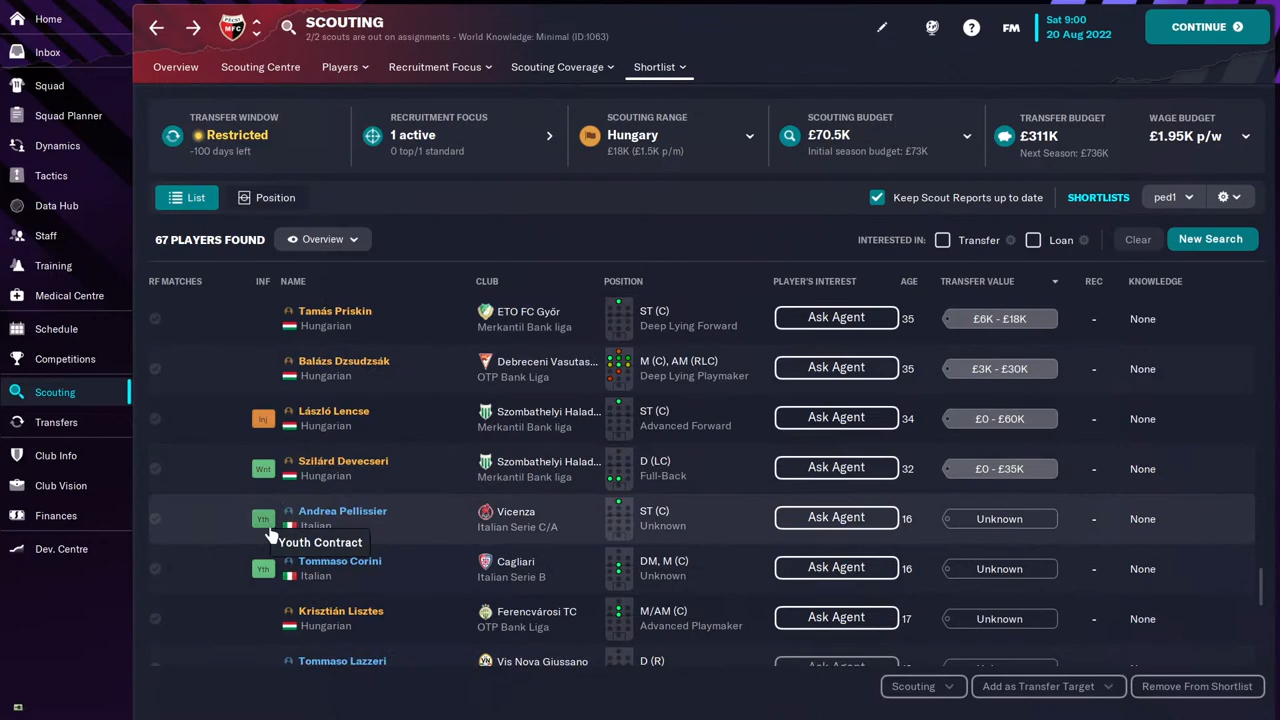 Home
Inbox
Squad
Squad Planner
Dynamics
Tactics
Data Hub
Staff
Training
Medical Centre
Schedule
Competitions
Scouting
Transfers
Club Info
Club Vision
Finances
Dev. Centre
PÉCSI
MFC
SCOUTING
2/2 scouts are out on assignments - World Knowledge: Minimal (ID:1063)
FM
Sat 9:00
20 Aug 2022
CONTINUE
Overview
Scouting Centre
Players
Recruitment Focus
Scouting Coverage
Shortlist
TRANSFER WINDOW
Restricted
-100 days left
RECRUITMENT FOCUS
1 active
0 top/1 standard
SCOUTING RANGE
Hungary
£18K (£1.5K p/m)
SCOUTING BUDGET
£70.5K
Initial season budget: £73K
TRANSFER BUDGET
£311K
Next Season: £736K
WAGE BUDGET
£1.95K p/w
List
Position
Keep Scout Reports up to date
SHORTLISTS
ped1
67 PLAYERS FOUND
Overview
INTERESTED IN:
Transfer
Loan
Clear
New Search
RF MATCHES INF NAME CLUB POSITION PLAYER'S INTEREST AGE TRANSFER VALUE REC KNOWLEDGE
Tamás Priskin ETO FC Győr ST (C) Ask Agent 35 £6K - £18K - None
Hungarian Merkantil Bank liga Deep Lying Forward
Balázs Dzsudzsák Debreceni Vasutas... M (C), AM (RLC) Ask Agent 35 £3K - £30K - None
Hungarian OTP Bank Liga Deep Lying Playmaker
Inj László Lencse Szombathelyi Halad... ST (C) Ask Agent 34 £0 - £60K - None
Hungarian Merkantil Bank liga Advanced Forward
Wnt Szilárd Devecseri Szombathelyi Halad... D (LC) Ask Agent 32 £0 - £35K - None
Hungarian Merkantil Bank liga Full-Back
Yth Andrea Pellissier Vicenza ST (C) Ask Agent 16 Unknown - None
Italian Italian Serie C/A Unknown
Youth Contract
Yth Tommaso Corini Cagliari DM, M (C) Ask Agent 16 Unknown - None
Italian Italian Serie B Unknown
Krisztián Lisztes Ferencvárosi TC M/AM (C) Ask Agent 17 Unknown - None
Hungarian OTP Bank Liga Advanced Playmaker
Tommaso Lazzeri Vis Nova Giussano D (R) Ask Agent Unknown - None
Scouting
Add as Transfer Target
Remove From Shortlist